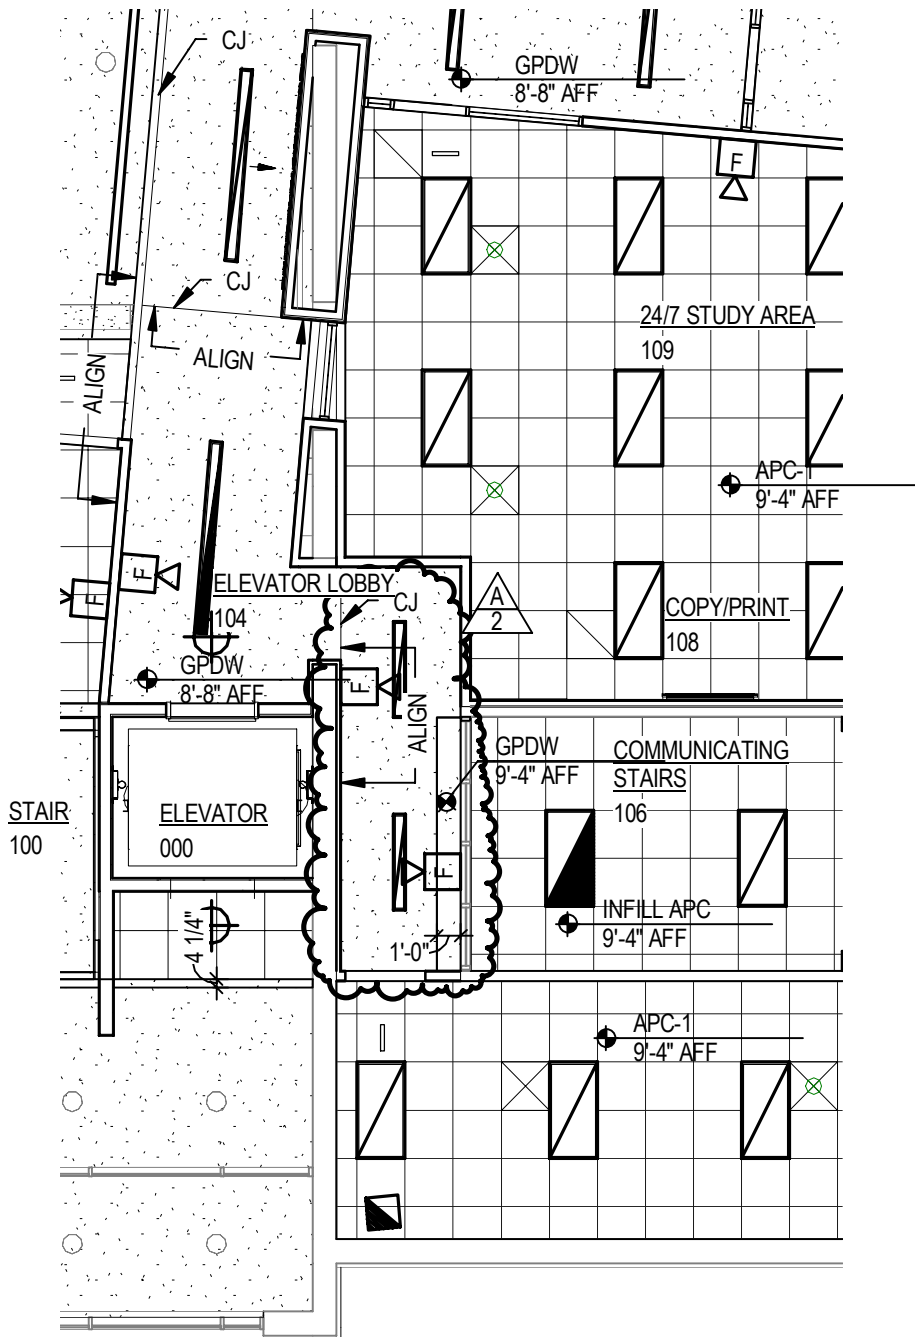 CJ
GPDW
8'-8" AFF
F
CJ
24/7 STUDY AREA
109
ALIGN
ALIGN
APC-1
9'-4" AFF
F
F
ELEVATOR LOBBY
104
CJ
A
2
COPY/PRINT
108
GPDW
8'-8" AFF
F
ALIGN
GPDW
9'-4" AFF
COMMUNICATING
STAIRS
106
STAIR
100
ELEVATOR
000
F
INFILL APC
9'-4" AFF
4 1/4"
1'-0"
APC-1
9'-4" AFF